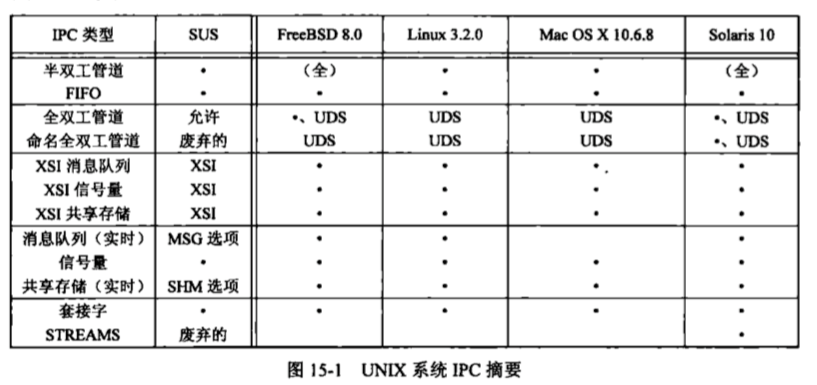 IPC 类型 SUS FreeBSD 8.0 Linux 3.2.0 Mac OS X 10.6.8 Solaris 10
半双工管道 • （全） • • （全）
FIFO • • • • •
全双工管道 允许 •、UDS UDS UDS •、UDS
命名全双工管道 废弃的 UDS UDS UDS •、UDS
XSI 消息队列 XSI • • • •
XSI 信号量 XSI • • • •
XSI 共享存储 XSI • • • •
消息队列（实时） MSG 选项 • • •
信号量 • • • • •
共享存储（实时） SHM 选项 • • • •
套接字 • • • • •
STREAMS 废弃的 •
图 15-1 UNIX 系统 IPC 摘要